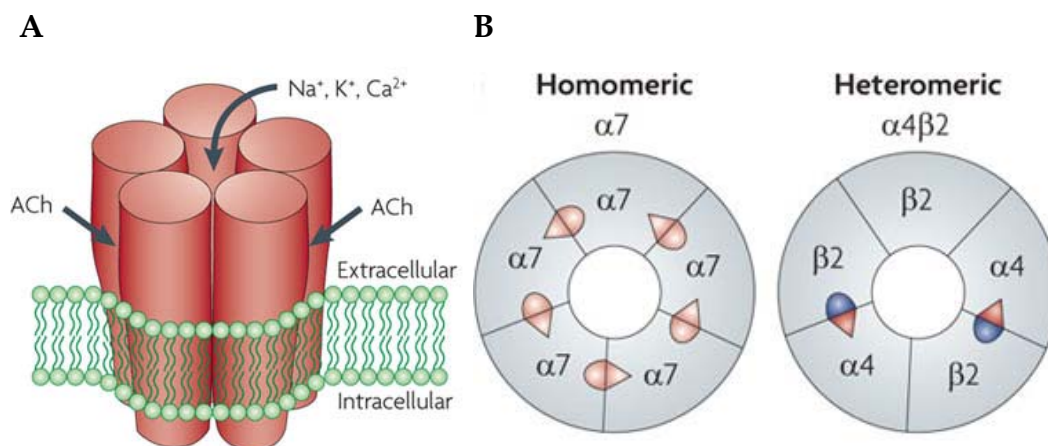 A
Na⁺, K⁺, Ca²⁺
ACh
ACh
Extracellular
Intracellular
B
Homomeric
α7
α7
α7
α7
α7
α7
Heteromeric
α4β2
β2
β2
α4
α4
β2